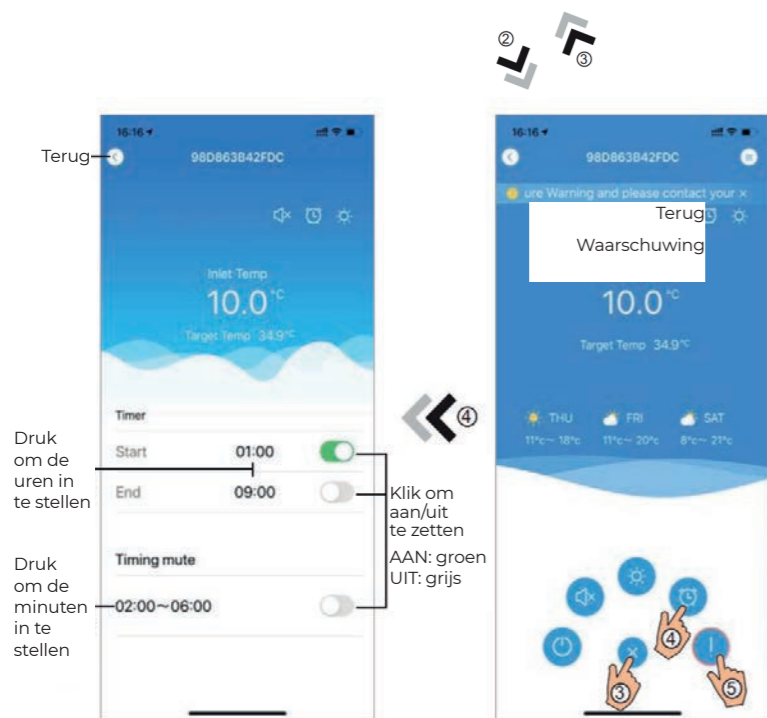 ②
③
Terug
16:16
98D863B42FDC
Inlet Temp
10.0°C
Target Temp 34.9°C
Timer
Start 01:00
End 09:00
Timing mute
02:00~06:00
Druk
om de
uren in
te stellen
Druk
om de
minuten
in te
stellen
Klik om
aan/uit
te zetten
AAN: groen
UIT: grijs
④
16:16
98D863B42FDC
ure Warning and please contact your ×
Terug
Waarschuwing
10.0°C
Target Temp 34.9°C
THU FRI SAT
11°c~ 18°c 11°c~ 20°c 8°c~ 21°c
④
③
⑤